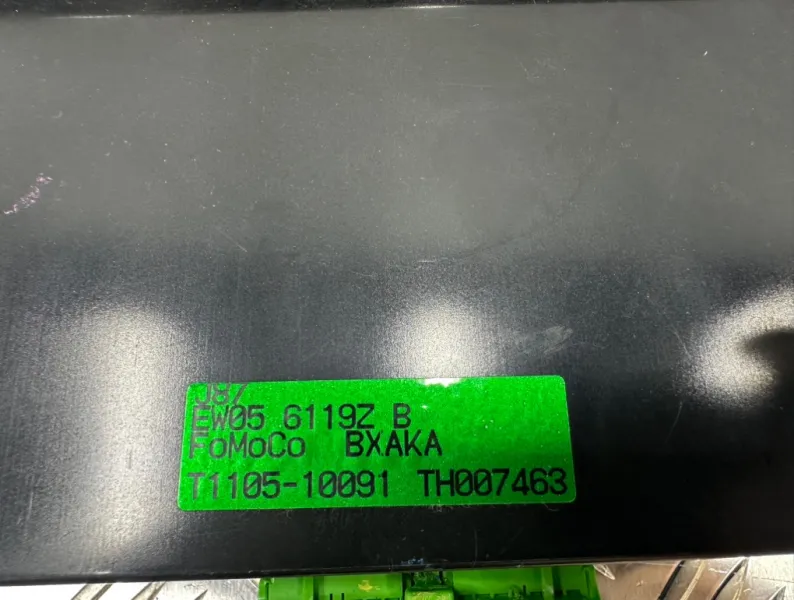 J87
EW05 6119Z B
FoMoCo BXAKA
T1105-10091 TH007463